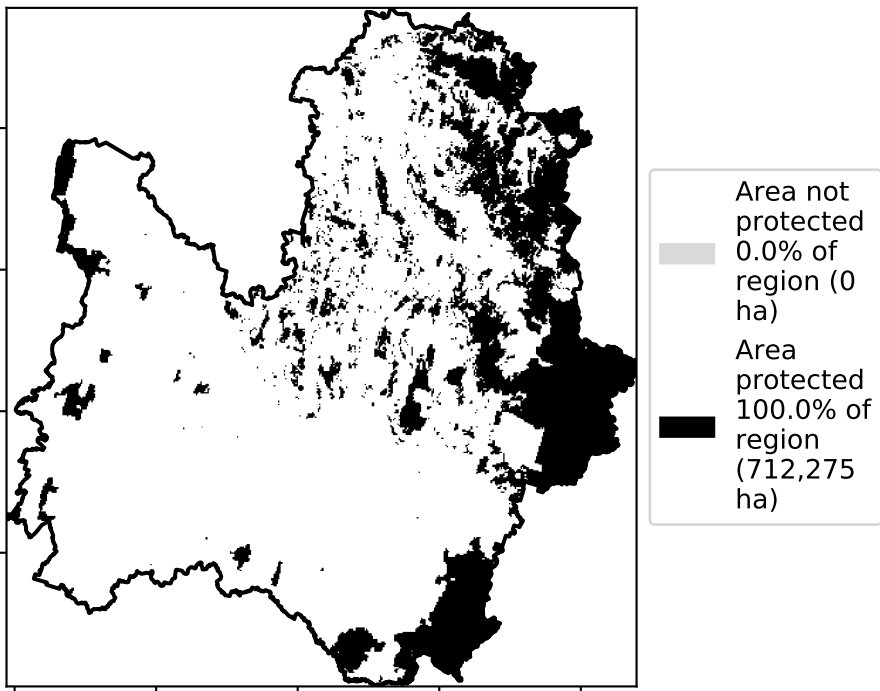 Area not
protected
0.0% of
region (0
ha)
Area
protected
100.0% of
region
(712,275
ha)